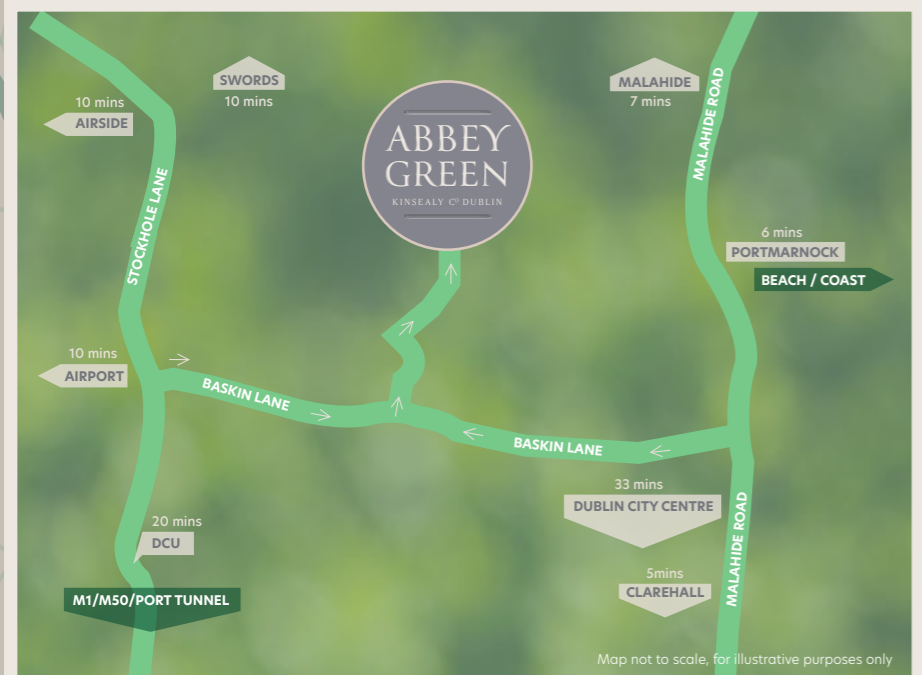 SWORDS
10 mins
MALAHIDE
7 mins
10 mins
AIRSIDE
ABBEY
GREEN
KINSEALY Cº DUBLIN
MALAHIDE ROAD
STOCKHOLE LANE
6 mins
PORTMARNOCK
BEACH / COAST
10 mins
AIRPORT
BASKIN LANE
BASKIN LANE
33 mins
DUBLIN CITY CENTRE
20 mins
DCU
MALAHIDE ROAD
5mins
CLAREHALL
M1/M50/PORT TUNNEL
Map not to scale, for illustrative purposes only